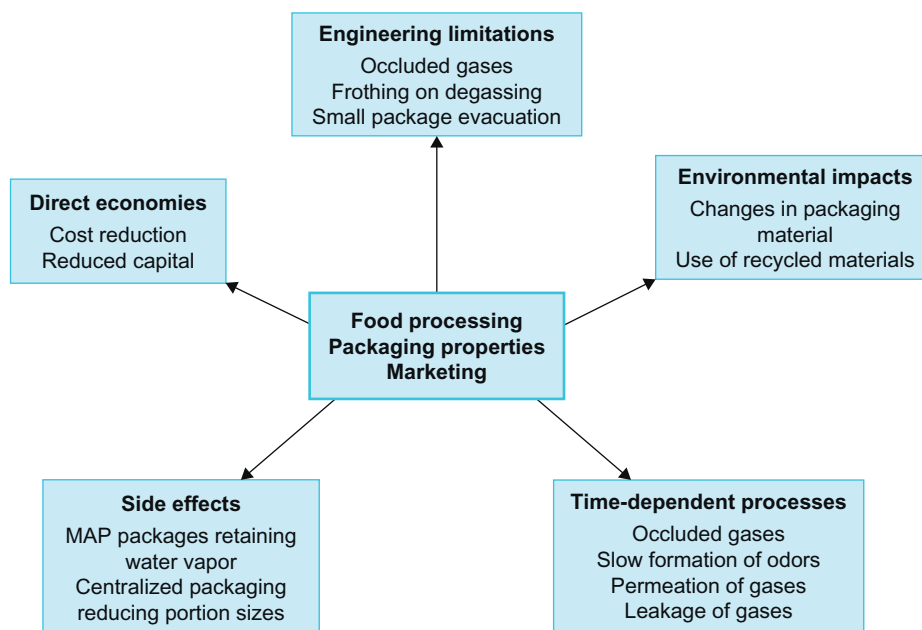 Engineering limitations
Occluded gases
Frothing on degassing
Small package evacuation
Direct economies
Cost reduction
Reduced capital
Environmental impacts
Changes in packaging
material
Use of recycled materials
Food processing
Packaging properties
Marketing
Side effects
MAP packages retaining
water vapor
Centralized packaging
reducing portion sizes
Time-dependent processes
Occluded gases
Slow formation of odors
Permeation of gases
Leakage of gases